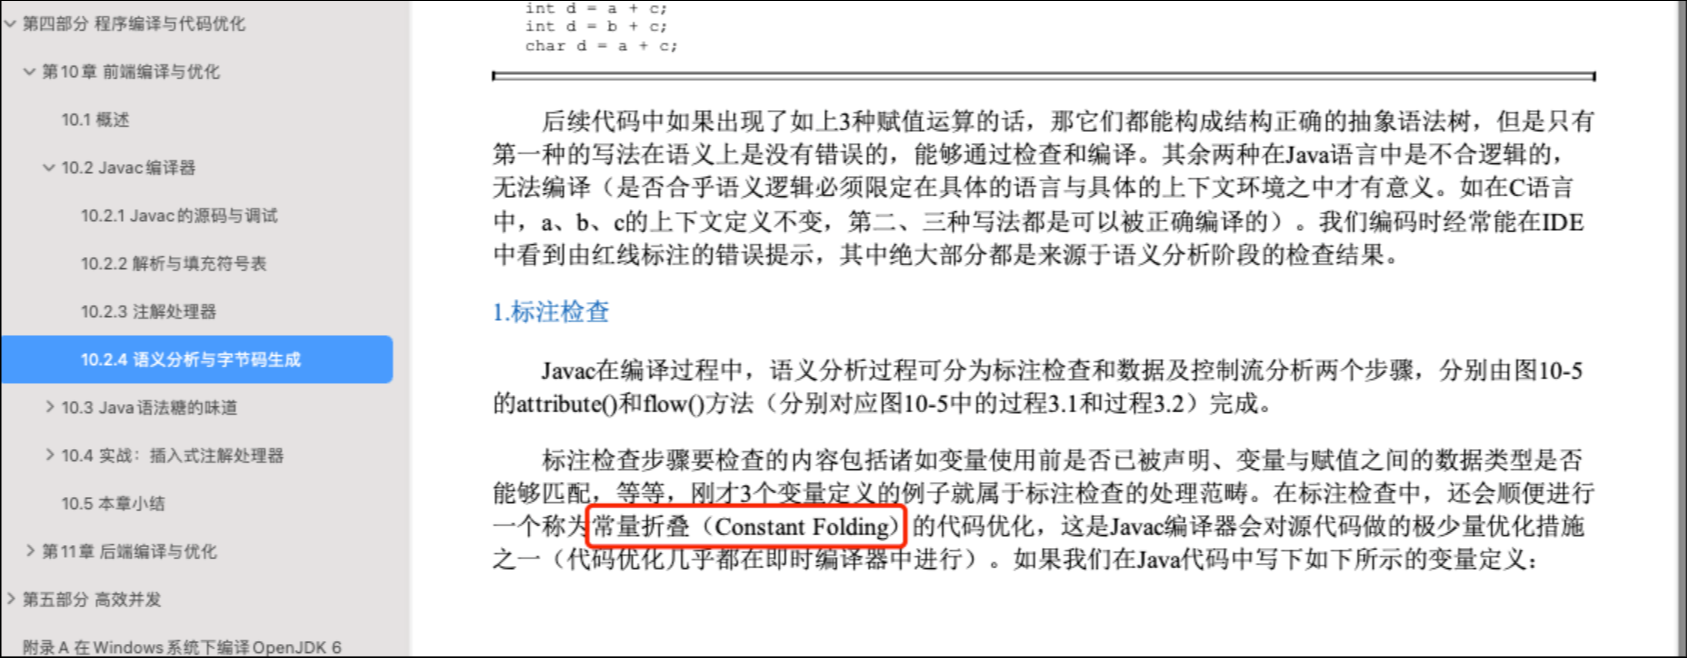 第四部分 程序编译与代码优化
第10章 前端编译与优化
10.1 概述
10.2 Javac编译器
10.2.1 Javac的源码与调试
10.2.2 解析与填充符号表
10.2.3 注解处理器
10.2.4 语义分析与字节码生成
10.3 Java语法糖的味道
10.4 实战：插入式注解处理器
10.5 本章小结
第11章 后端编译与优化
第五部分 高效并发
附录A 在Windows系统下编译OpenJDK 6
int d = a + c;
int d = b + c;
char d = a + c;
后续代码中如果出现了如上3种赋值运算的话，那它们都能构成结构正确的抽象语法树，但是只有
第一种的写法在语义上是没有错误的，能够通过检查和编译。其余两种在Java语言中是不合逻辑的，
无法编译（是否合乎语义逻辑必须限定在具体的语言与具体的上下文环境之中才有意义。如在C语言
中，a、b、c的上下文定义不变，第二、三种写法都是可以被正确编译的）。我们编码时经常能在IDE
中看到由红线标注的错误提示，其中绝大部分都是来源于语义分析阶段的检查结果。
1.标注检查
Javac在编译过程中，语义分析过程可分为标注检查和数据及控制流分析两个步骤，分别由图10-5
的attribute()和flow()方法（分别对应图10-5中的过程3.1和过程3.2）完成。
标注检查步骤要检查的内容包括诸如变量使用前是否已被声明、变量与赋值之间的数据类型是否
能够匹配，等等，刚才3个变量定义的例子就属于标注检查的处理范畴。在标注检查中，还会顺便进行
一个称为常量折叠（Constant Folding）的代码优化，这是Javac编译器会对源代码做的极少量优化措施
之一（代码优化几乎都在即时编译器中进行）。如果我们在Java代码中写下如下所示的变量定义：